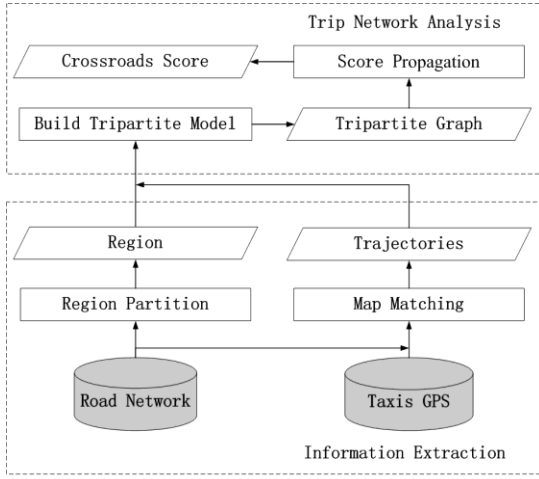 Trip Network Analysis
Crossroads Score
Score Propagation
Build Tripartite Model
Tripartite Graph
Region
Trajectories
Region Partition
Map Matching
Road Network
Taxis GPS
Information Extraction